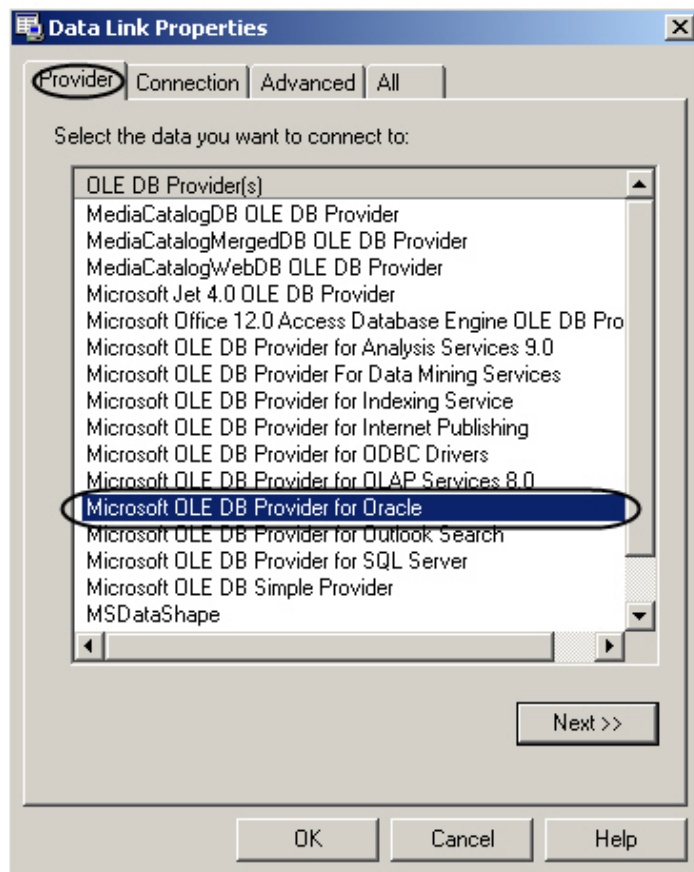 Data Link Properties
Provider Connection Advanced All
Select the data you want to connect to:
OLE DB Provider(s)
MediaCatalogDB OLE DB Provider
MediaCatalogMergedDB OLE DB Provider
MediaCatalogWebDB OLE DB Provider
Microsoft Jet 4.0 OLE DB Provider
Microsoft Office 12.0 Access Database Engine OLE DB Pro
Microsoft OLE DB Provider for Analysis Services 9.0
Microsoft OLE DB Provider For Data Mining Services
Microsoft OLE DB Provider for Indexing Service
Microsoft OLE DB Provider for Internet Publishing
Microsoft OLE DB Provider for ODBC Drivers
Microsoft OLE DB Provider for OLAP Services 8.0
Microsoft OLE DB Provider for Oracle
Microsoft OLE DB Provider for Outlook Search
Microsoft OLE DB Provider for SQL Server
Microsoft OLE DB Simple Provider
MSDataShape
Next >>
OK Cancel Help